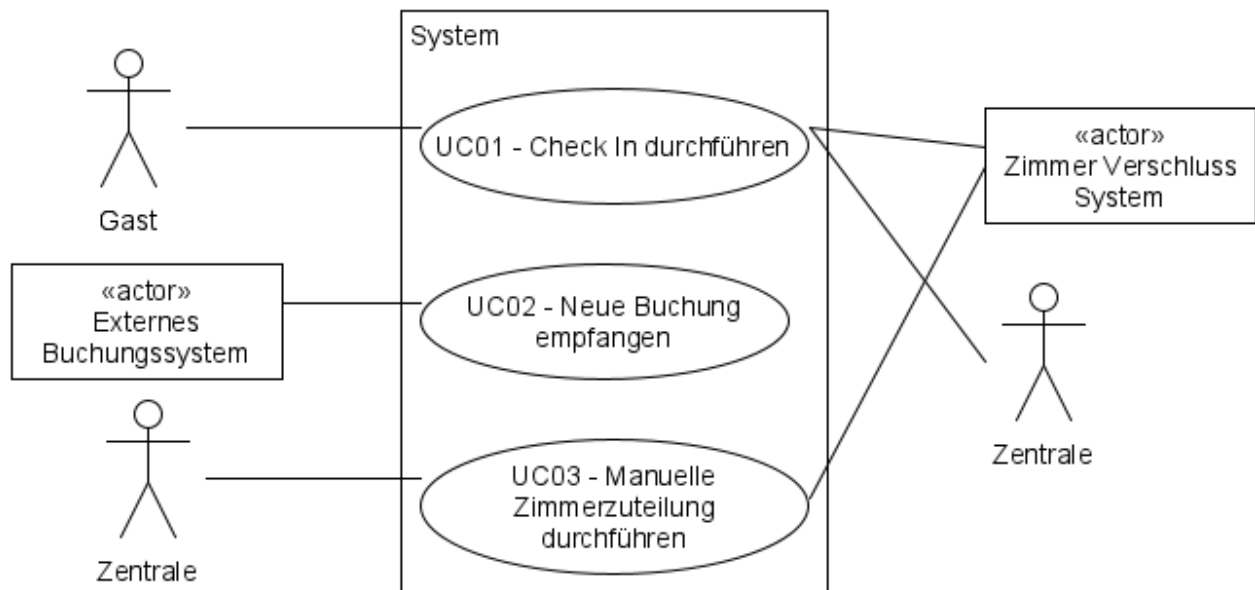 System
Gast
UC01 - Check In durchführen
«actor»
Zimmer Verschluss
System
«actor»
Externes
Buchungssystem
UC02 - Neue Buchung
empfangen
Zentrale
Zentrale
UC03 - Manuelle
Zimmerzuteilung
durchführen